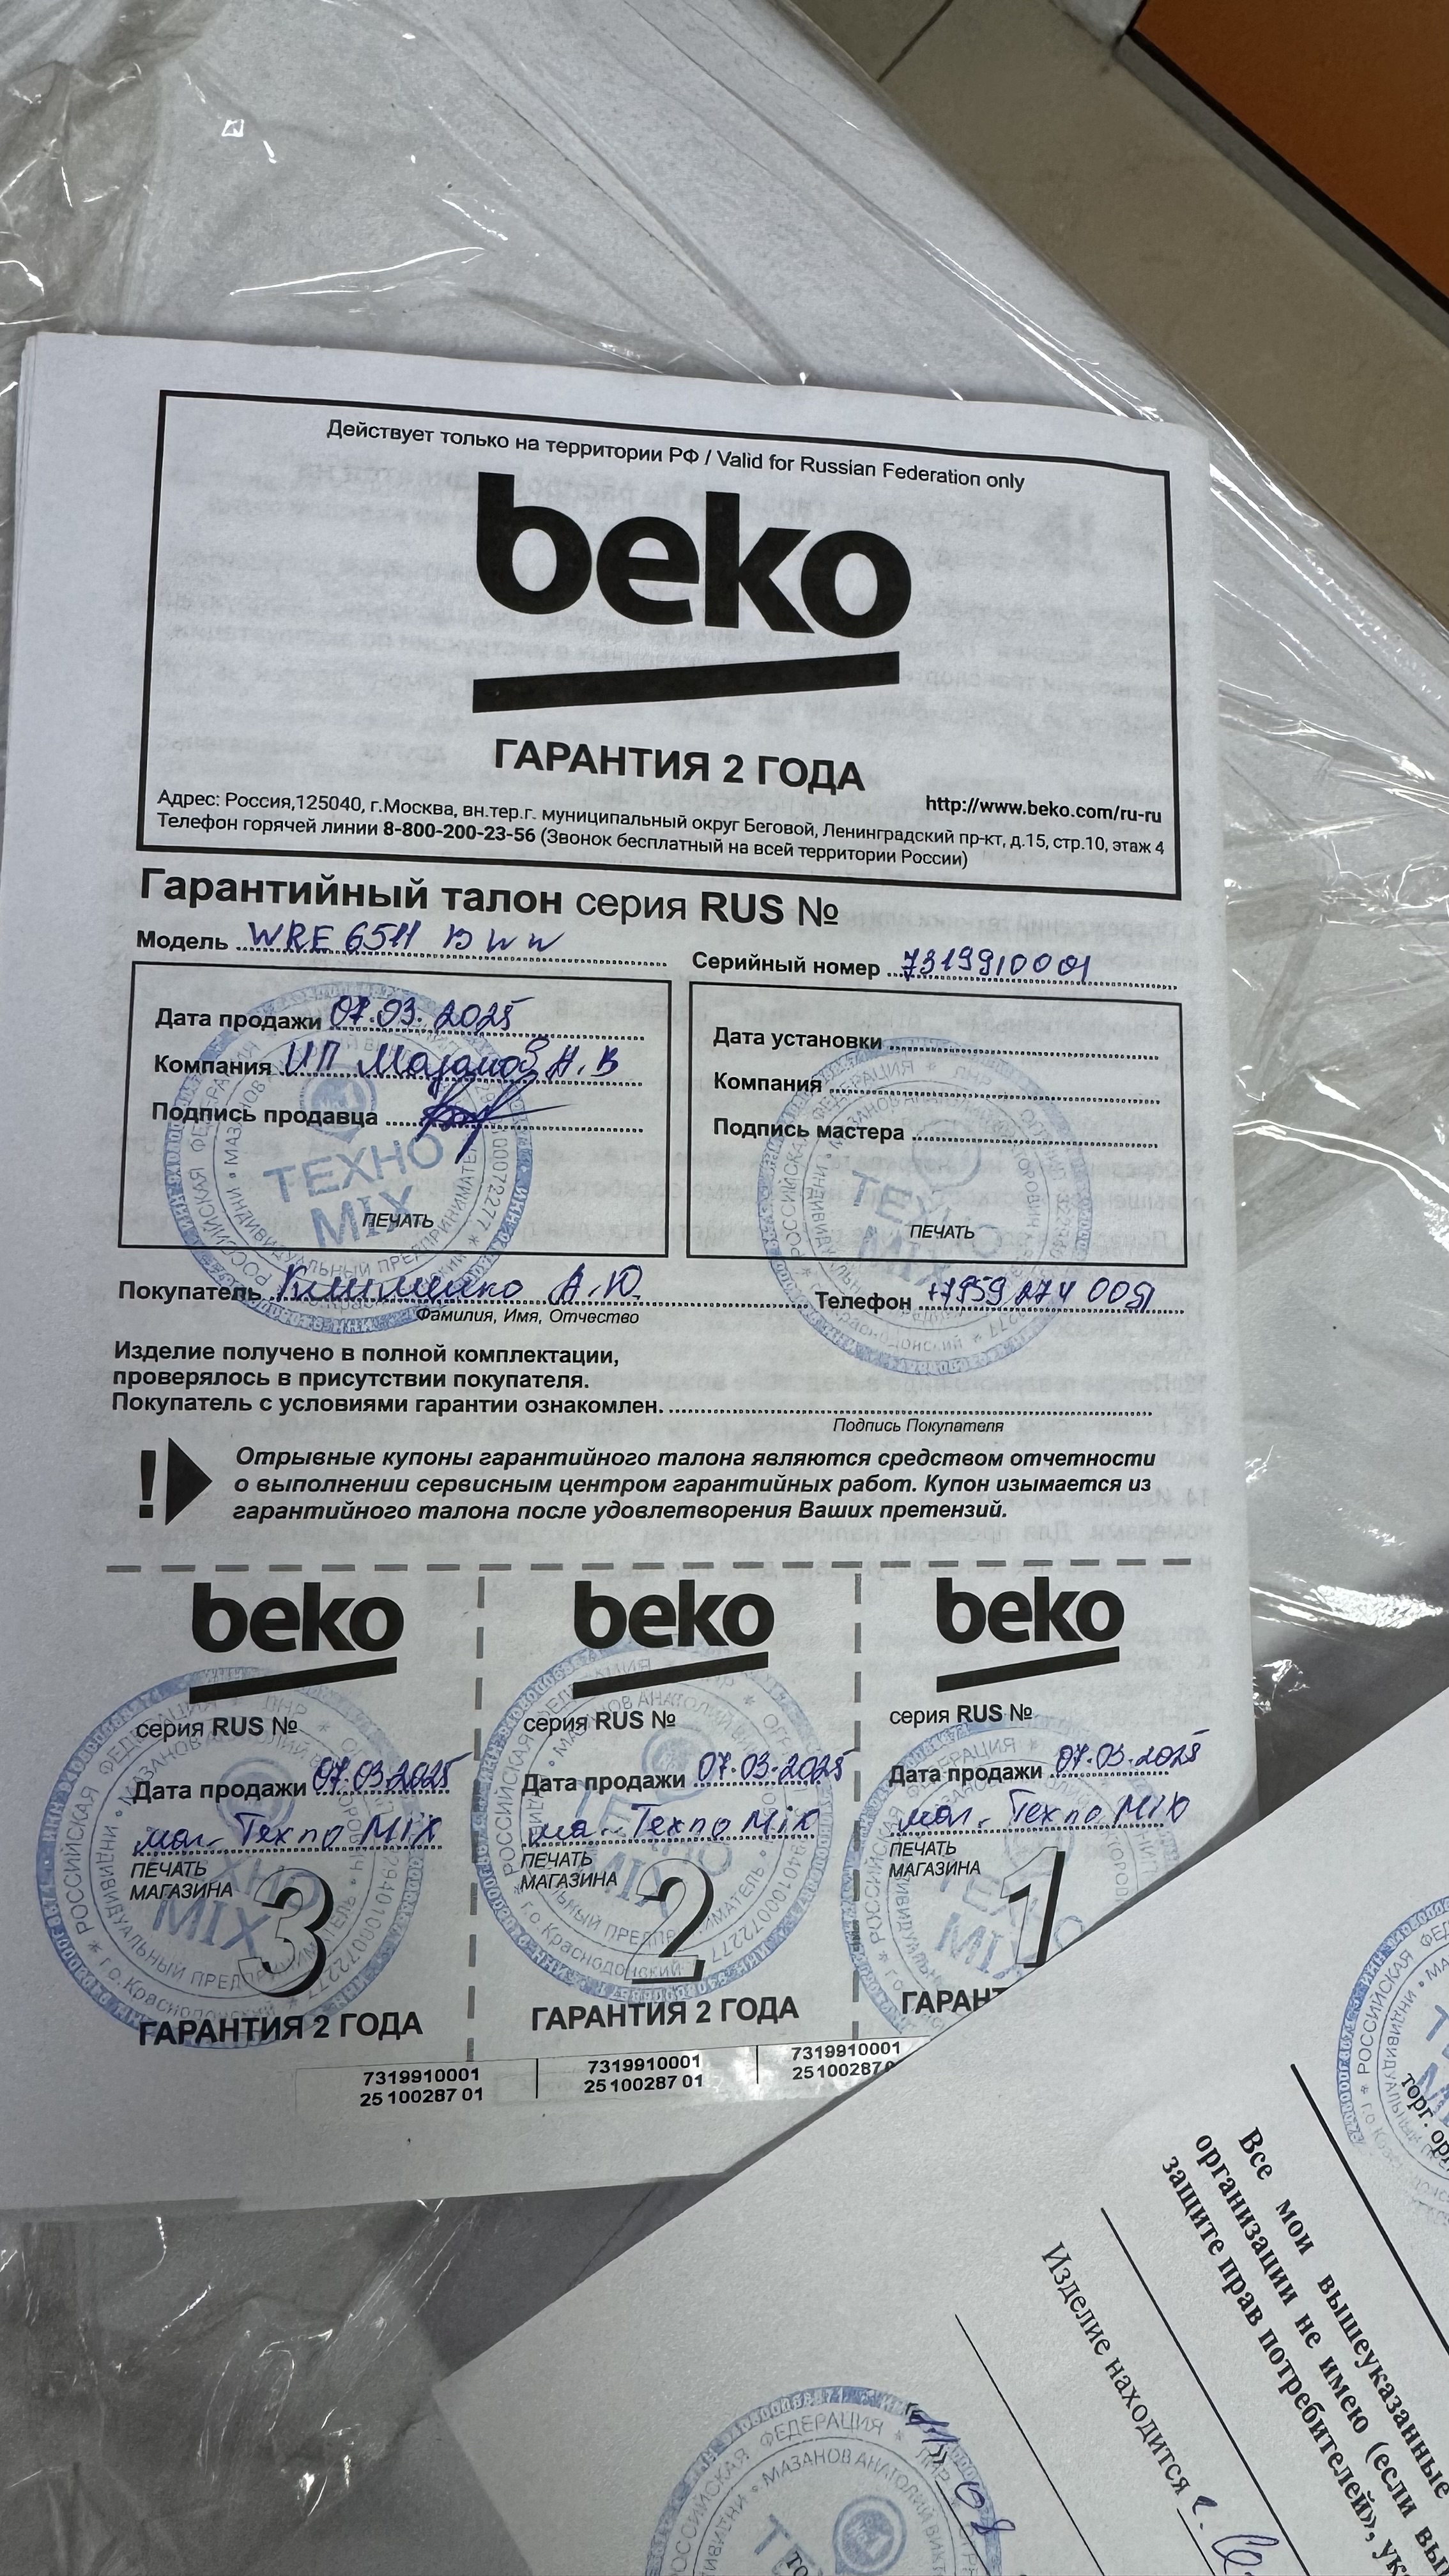 Действует только на территории РФ / Valid for Russian Federation only
beko
ГАРАНТИЯ 2 ГОДА
http://www.beko.com/ru-ru
Адрес: Россия,125040, г.Москва, вн.тер.г. муниципальный округ Беговой, Ленинградский пр-кт, д.15, стр.10, этаж 4
Телефон горячей линии 8-800-200-23-56 (Звонок бесплатный на всей территории России)
Гарантийный талон серия RUS №
Модель WRE 6511 BWW
Серийный номер 7319910001
Дата продажи 07.03.2025
Компания ИП Мазанов А.В
Подпись продавца
ТЕХНО
MIX
ПЕЧАТЬ
Дата установки
Компания
Подпись мастера
ТЕХНО
MIX
ПЕЧАТЬ
Покупатель Клименко А.Ю.
Фамилия, Имя, Отчество
Телефон +7959 274 0051
Изделие получено в полной комплектации,
проверялось в присутствии покупателя.
Покупатель с условиями гарантии ознакомлен.
Подпись Покупателя
! Отрывные купоны гарантийного талона являются средством отчетности
о выполнении сервисным центром гарантийных работ. Купон изымается из
гарантийного талона после удовлетворения Ваших претензий.
beko
серия RUS №
Дата продажи 07.03.2025
маг. Техno MiX
ПЕЧАТЬ
МАГАЗИНА
3
ГАРАНТИЯ 2 ГОДА
7319910001
25 100287 01
beko
серия RUS №
Дата продажи 07.03.2025
маг. Техno MiX
ПЕЧАТЬ
МАГАЗИНА
2
ГАРАНТИЯ 2 ГОДА
7319910001
25 100287 01
beko
серия RUS №
Дата продажи 07.03.2025
маг. Техno MiX
ПЕЧАТЬ
МАГАЗИНА
1
7319910001
Все мои вышеуказанные
организации не имею (если
защите прав потребителей»,
Изделие находится